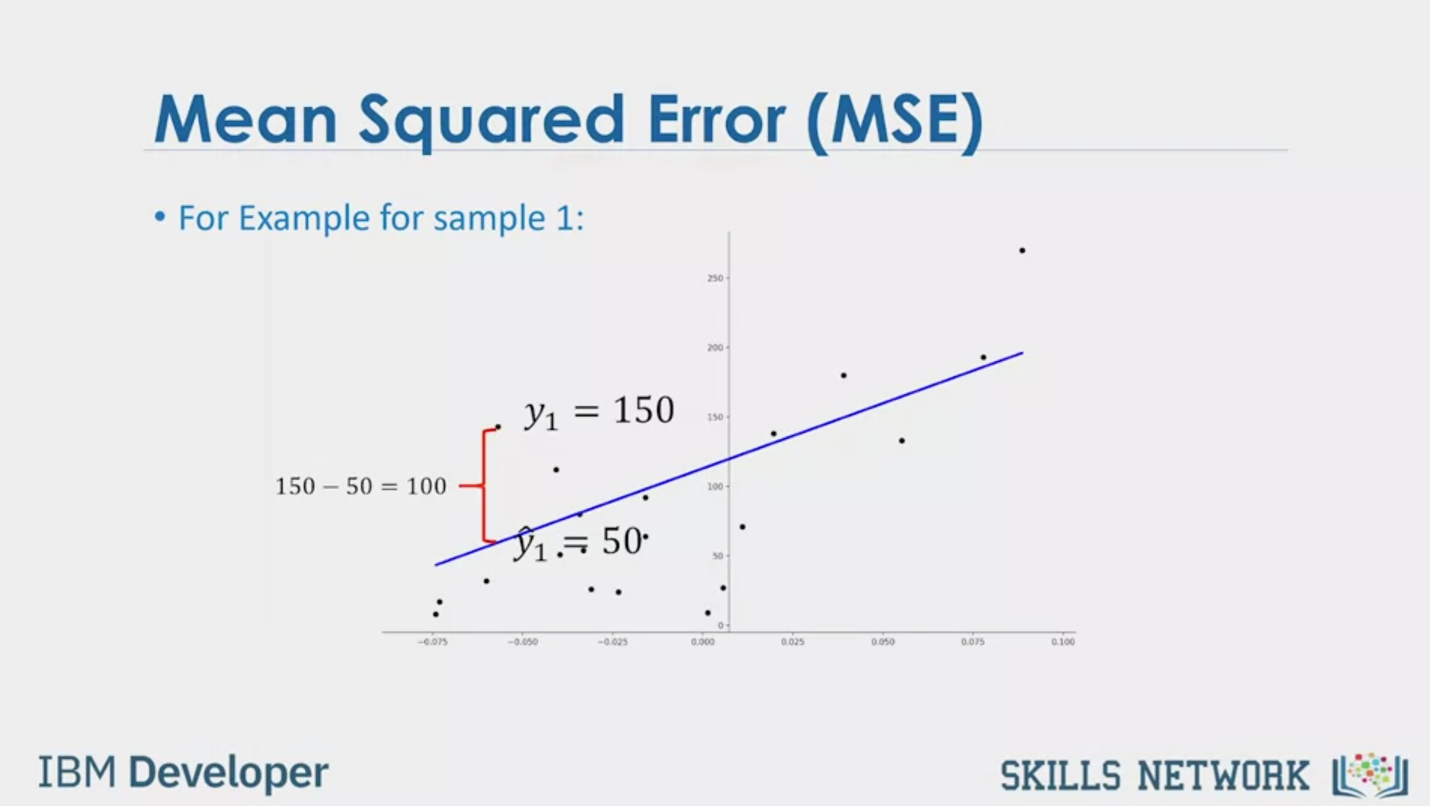 Mean Squared Error (MSE)
• For Example for sample 1:
250
200
y₁ = 150
150
150 − 50 = 100
100
ŷ₁ = 50
50
0
−0.075 −0.050 −0.025 0.000 0.025 0.050 0.075 0.100
IBM Developer
SKILLS NETWORK